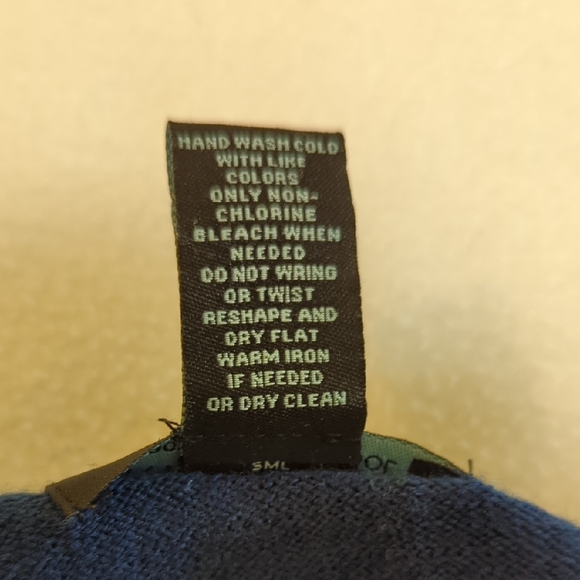 HAND WASH COLD
WITH LIKE
COLORS
ONLY NON-
CHLORINE
BLEACH WHEN
NEEDED
DO NOT WRING
OR TWIST
RESHAPE AND
DRY FLAT
WARM IRON
IF NEEDED
OR DRY CLEAN
SML